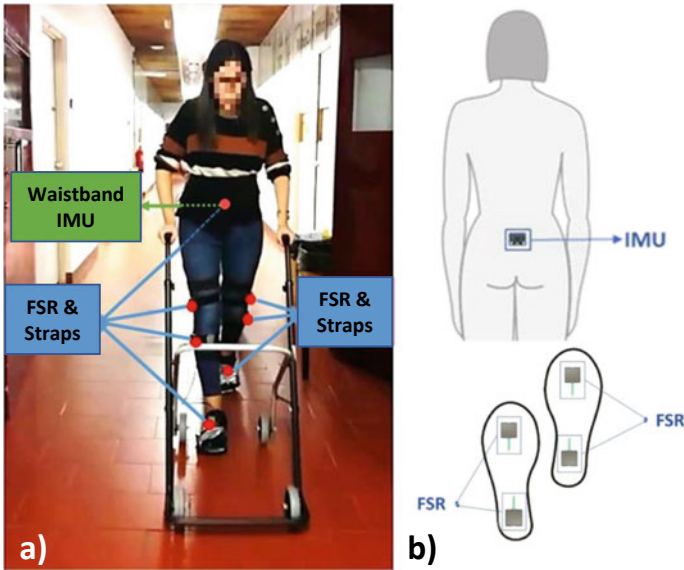 Waistband
IMU
FSR &
Straps
FSR &
Straps
a)
IMU
FSR
FSR
b)